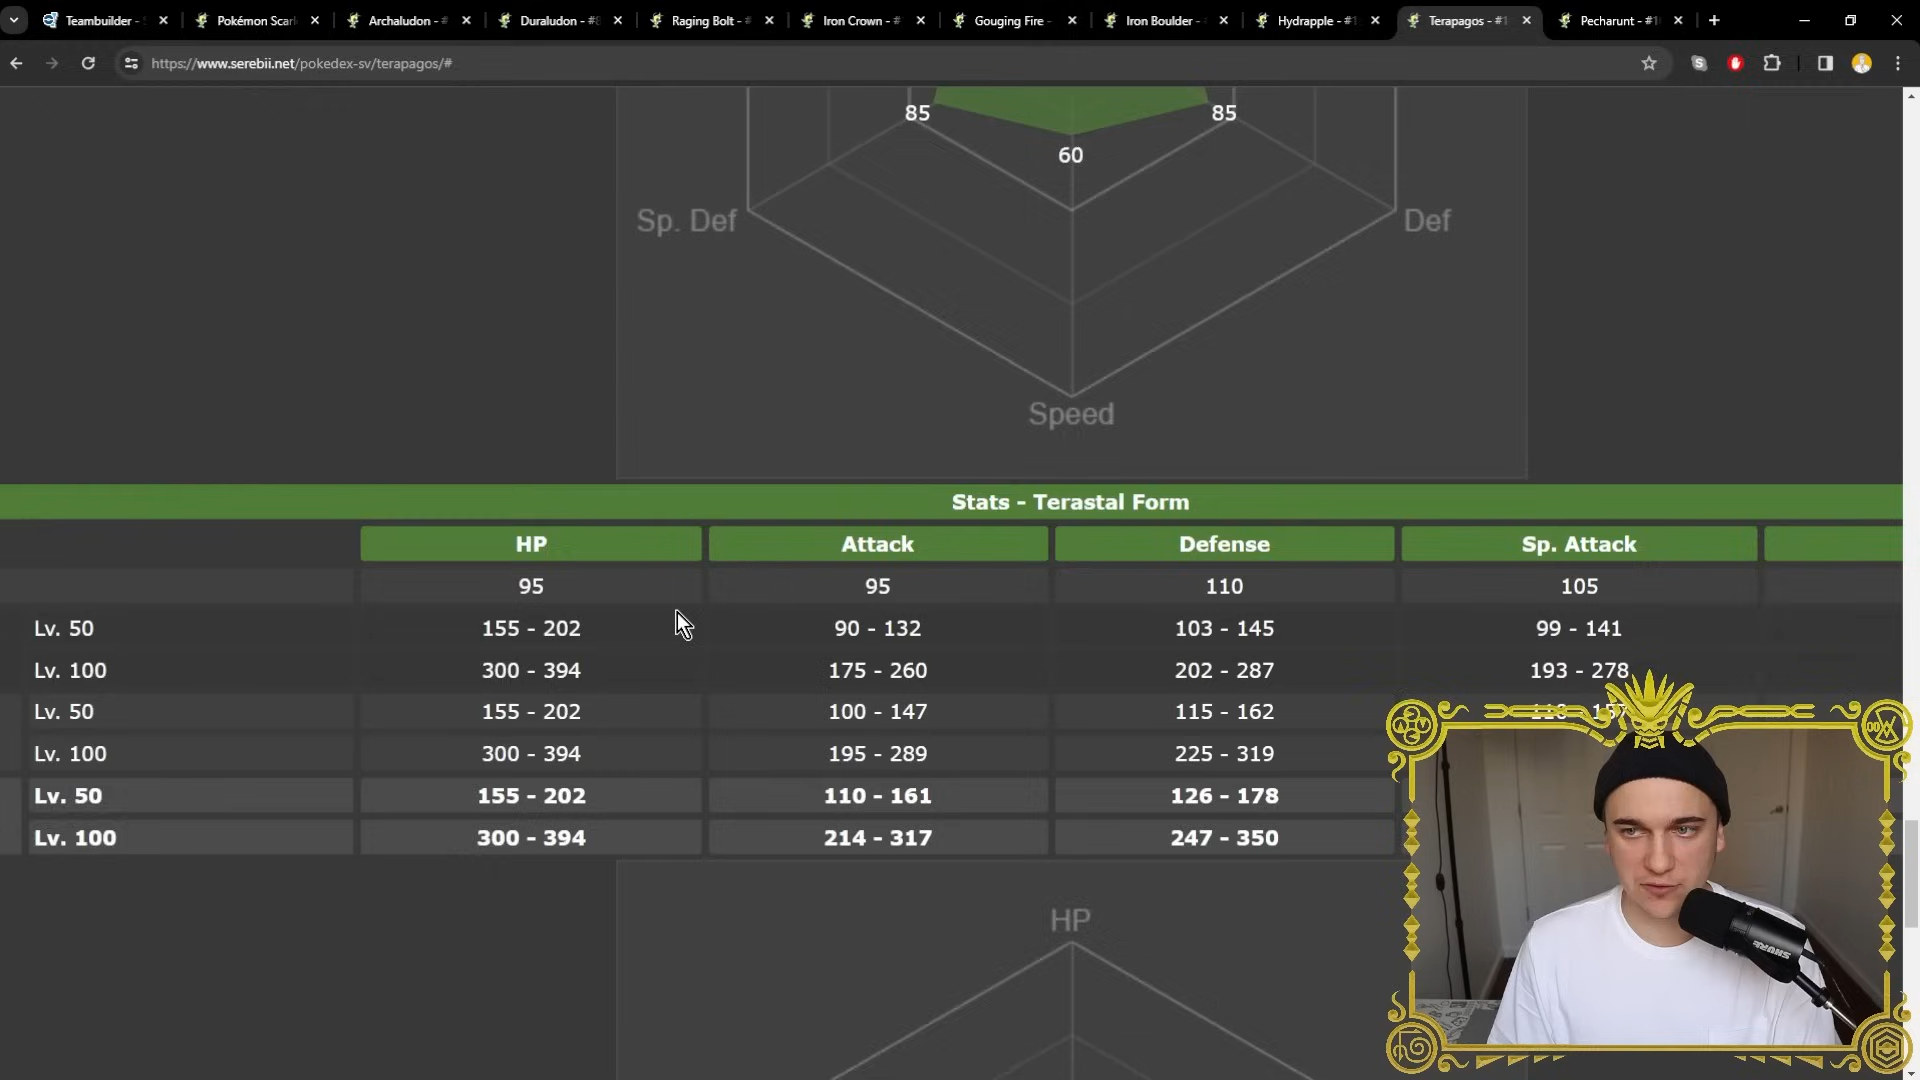 Teambuilder - Pokémon Scarl Archaludon - # Duraludon - #8 Raging Bolt - # Iron Crown - # Gouging Fire - Iron Boulder - Hydrapple - #1 Terapagos - #1 Pecharunt - #1
https://www.serebii.net/pokedex-sv/terapagos/#
85 85
60
Sp. Def Def
Speed
Stats - Terastal Form
HP Attack Defense Sp. Attack
95 95 110 105
Lv. 50 155 - 202 90 - 132 103 - 145 99 - 141
Lv. 100 300 - 394 175 - 260 202 - 287 193 - 278
Lv. 50 155 - 202 100 - 147 115 - 162
Lv. 100 300 - 394 195 - 289 225 - 319
Lv. 50 155 - 202 110 - 161 126 - 178
Lv. 100 300 - 394 214 - 317 247 - 350
HP
SHURE